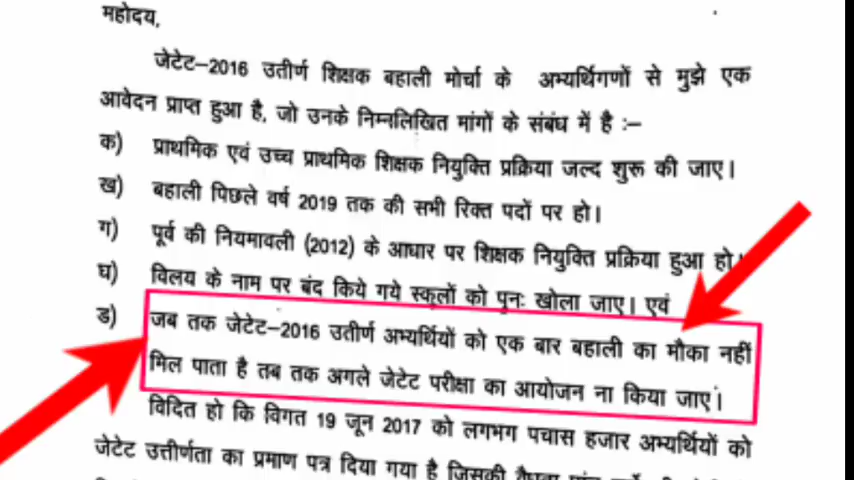 महोदय,
जेटेट–2016 उतीर्ण शिक्षक बहाली मोर्चा के अभ्यर्थिगणों से मुझे एक
आवेदन प्राप्त हुआ है, जो उनके निम्नलिखित मांगों के संबंध में है :–
क) प्राथमिक एवं उच्च प्राथमिक शिक्षक नियुक्ति प्रक्रिया जल्द शुरू की जाए।
ख) बहाली पिछले वर्ष 2019 तक की सभी रिक्त पदों पर हो।
ग) पूर्व की नियमावली (2012) के आधार पर शिक्षक नियुक्ति प्रक्रिया हुआ हो।
घ) विलय के नाम पर बंद किये गये स्कूलों को पुनः खोला जाए। एवं
ड) जब तक जेटेट–2016 उतीर्ण अभ्यर्थियों को एक बार बहाली का मौका नहीं
मिल पाता है तब तक अगले जेटेट परीक्षा का आयोजन ना किया जाए।
विदित हो कि विगत 19 जून 2017 को लगभग पचास हजार अभ्यर्थियों को
जेटेट उत्तीर्णता का प्रमाण पत्र दिया गया है जिसकी